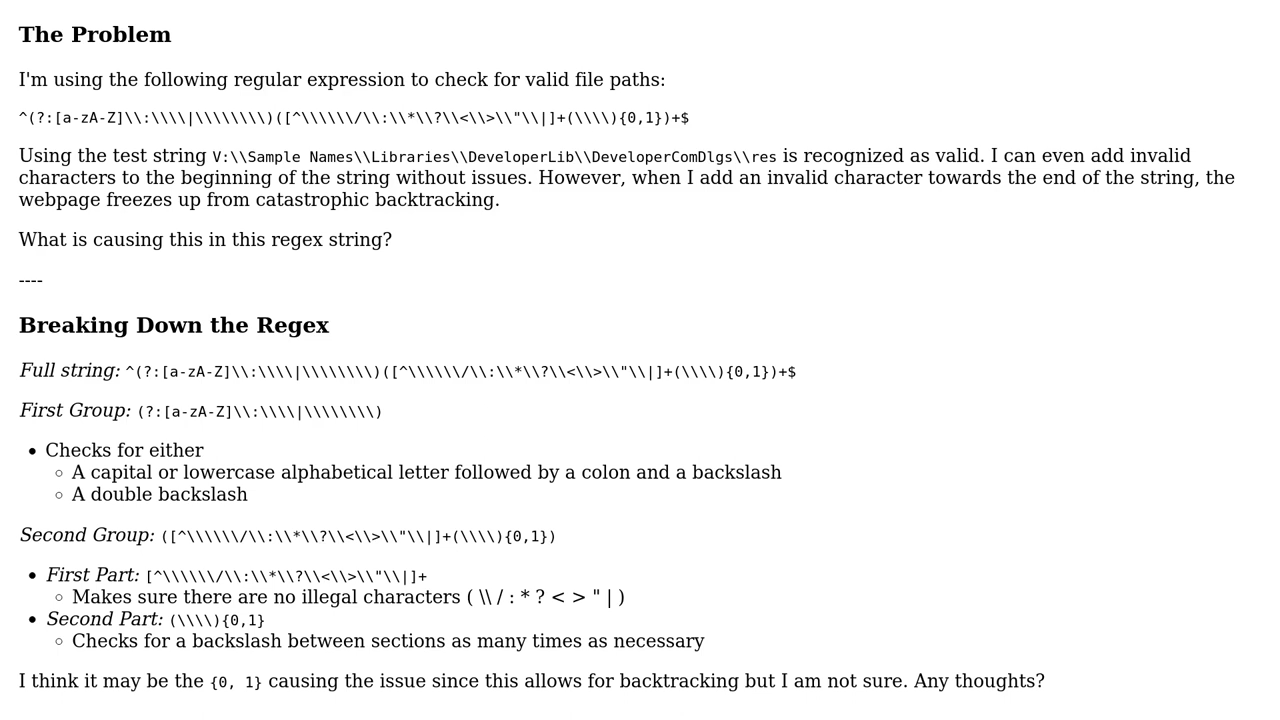 The Problem
I'm using the following regular expression to check for valid file paths:
^(?:[a-zA-Z]\\:\\\\|\\\\\\\\)([^\\\\\\/\\:\\*\\?\\<\\>\\"\\|]+(\\\\){0,1})+$
Using the test string V:\\Sample Names\\Libraries\\DeveloperLib\\DeveloperComDlgs\\res is recognized as valid. I can even add invalid
characters to the beginning of the string without issues. However, when I add an invalid character towards the end of the string, the
webpage freezes up from catastrophic backtracking.
What is causing this in this regex string?
----
Breaking Down the Regex
Full string: ^(?:[a-zA-Z]\\:\\\\|\\\\\\\\)([^\\\\\\/\\:\\*\\?\\<\\>\\"\\|]+(\\\\){0,1})+$
First Group: (?:[a-zA-Z]\\:\\\\|\\\\\\\\)
• Checks for either
◦ A capital or lowercase alphabetical letter followed by a colon and a backslash
◦ A double backslash
Second Group: ([^\\\\\\/\\:\\*\\?\\<\\>\\"\\|]+(\\\\){0,1})
• First Part: [^\\\\\\/\\:\\*\\?\\<\\>\\"\\|]+
◦ Makes sure there are no illegal characters ( \\ / : * ? < > " | )
• Second Part: (\\\\){0,1}
◦ Checks for a backslash between sections as many times as necessary
I think it may be the {0, 1} causing the issue since this allows for backtracking but I am not sure. Any thoughts?